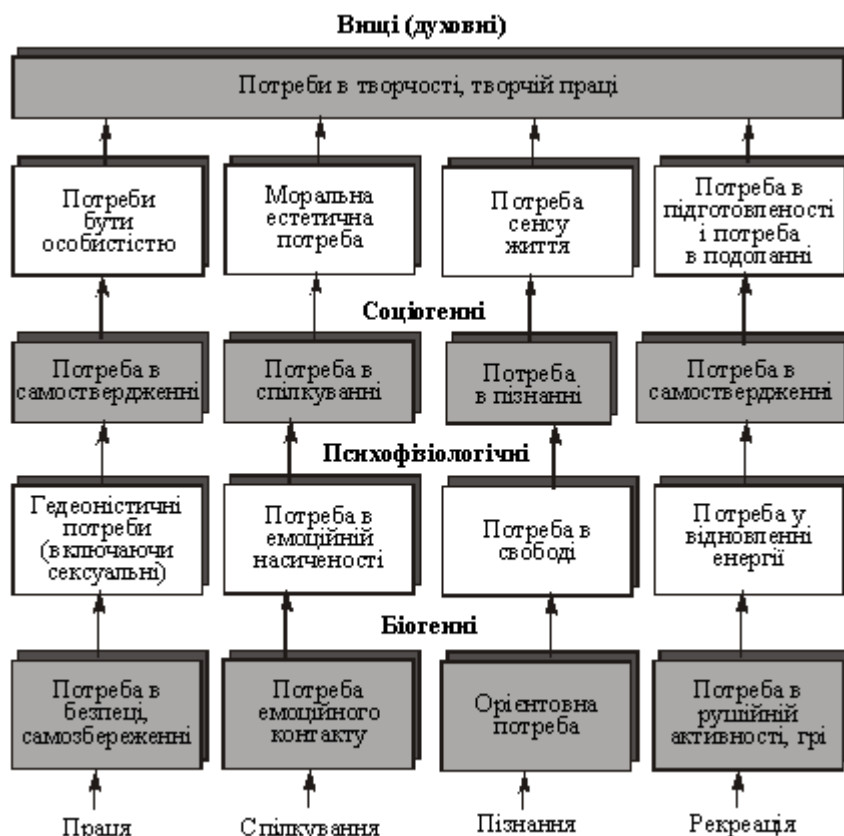 Вищі (духовні)
Потреби в творчості, творчій праці
Потреби
бути
особистістю
Моральна
естетична
потреба
Потреба
сенсу
життя
Потреба в
підготовленості
і потреба
в подоланні
Соціогенні
Потреба в
самоствердженні
Потреба в
спілкуванні
Потреба
в пізнанні
Потреба в
самоствердженні
Психофівіологічні
Гедеоністичні
потреби
(включаючи
сексуальні)
Потреба в
емоційній
насиченості
Потреба в
свободі
Потреба у
відновленні
енергії
Біогенні
Потреба в
безпеці,
самозбереженні
Потреба
емоційного
контакту
Орієнтовна
потреба
Потреба в
рушійній
активності, грі
Праця
Спілкування
Пізнання
Рекреація